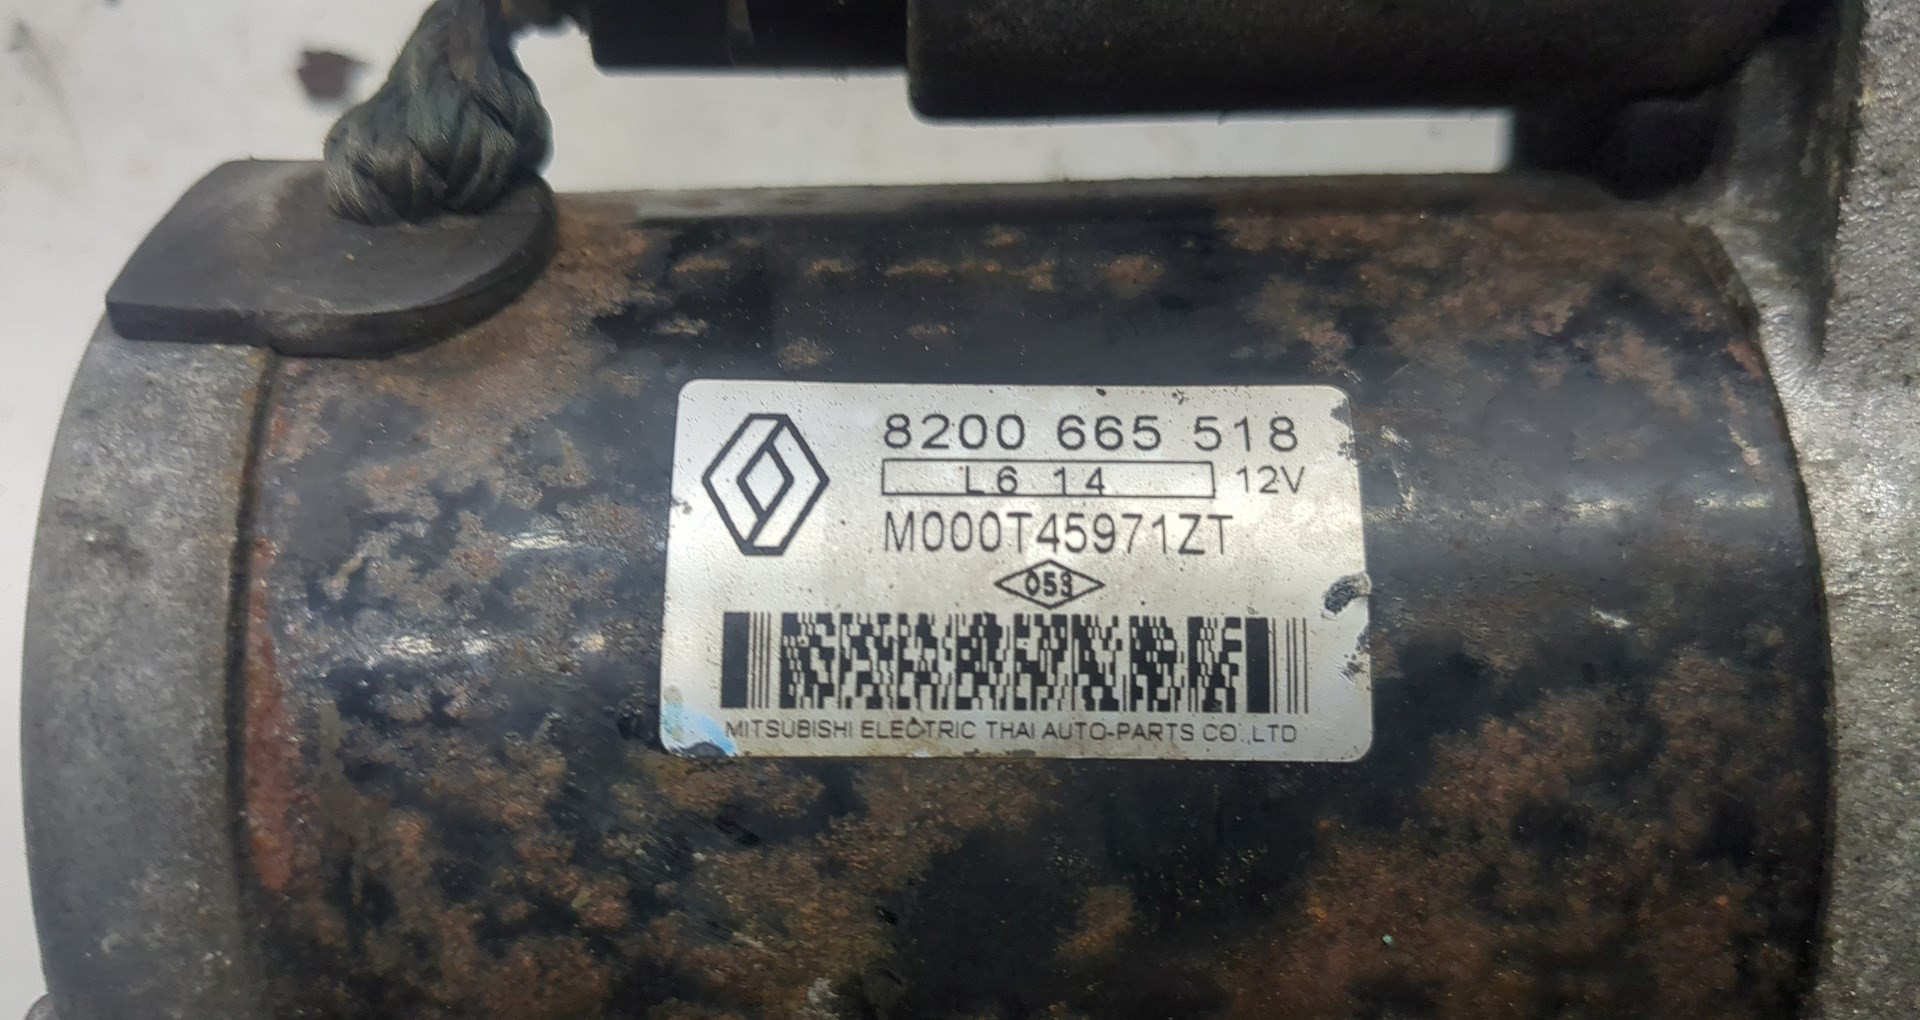 8200 665 518
L6 14 12V
M000T45971ZT
053
MITSUBISHI ELECTRIC THAI AUTO-PARTS CO.,LTD